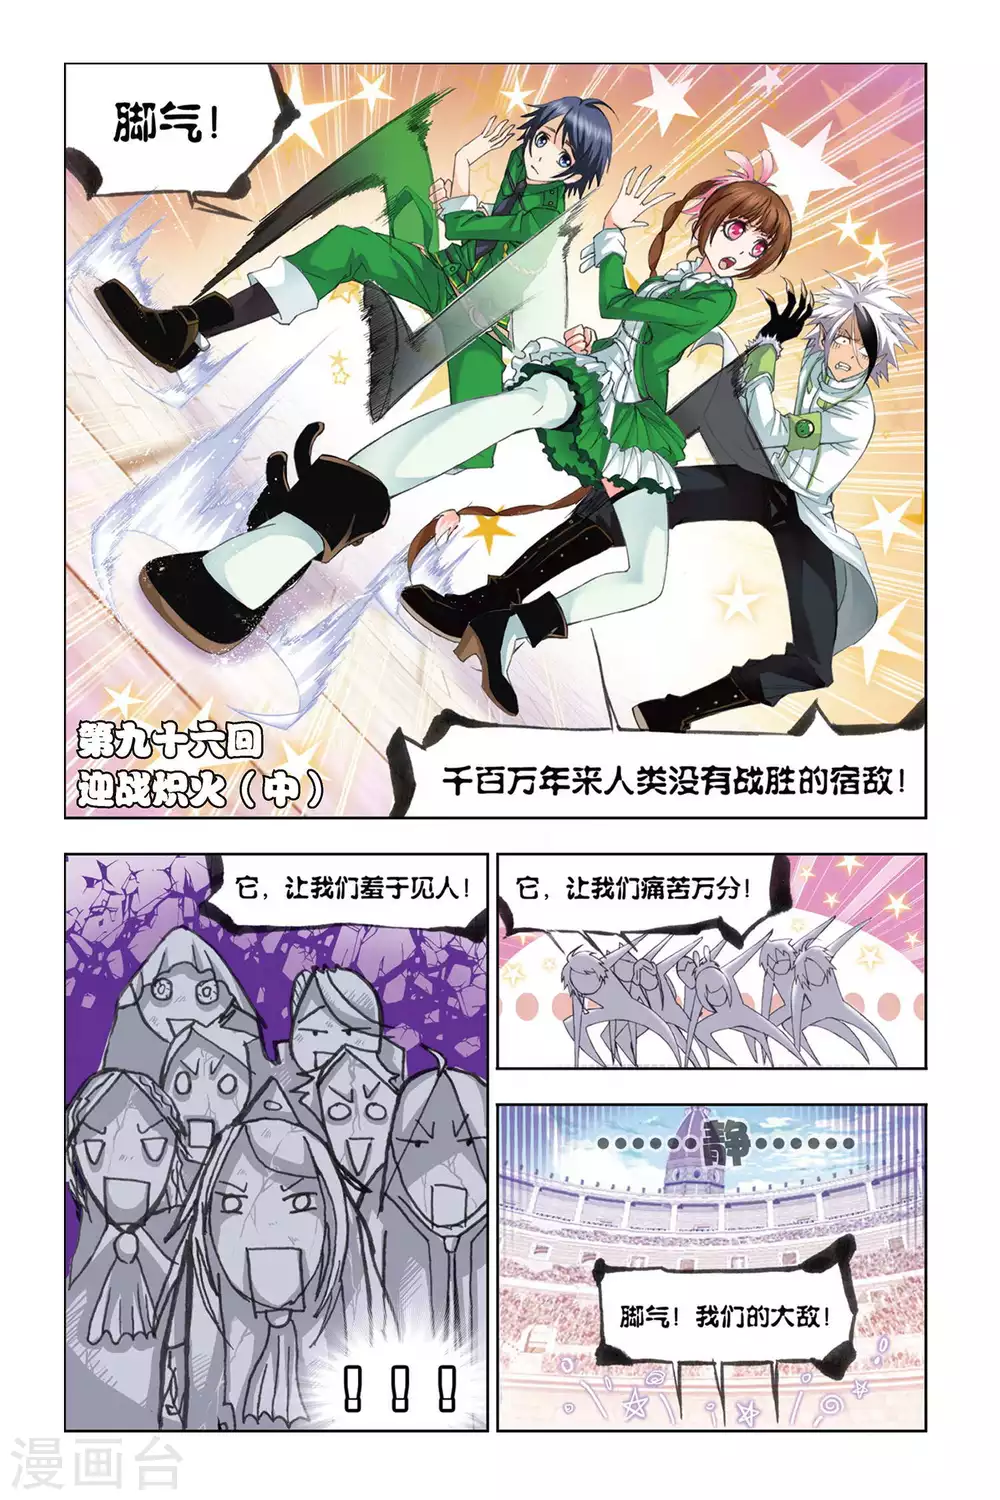 脚气！
第九十六回
迎战炽火（中）
千百万年来人类没有战胜的宿敌！
它，让我们羞于见人！
！！！
它，让我们痛苦万分！
……静……
脚气！我们的大敌！
漫画台